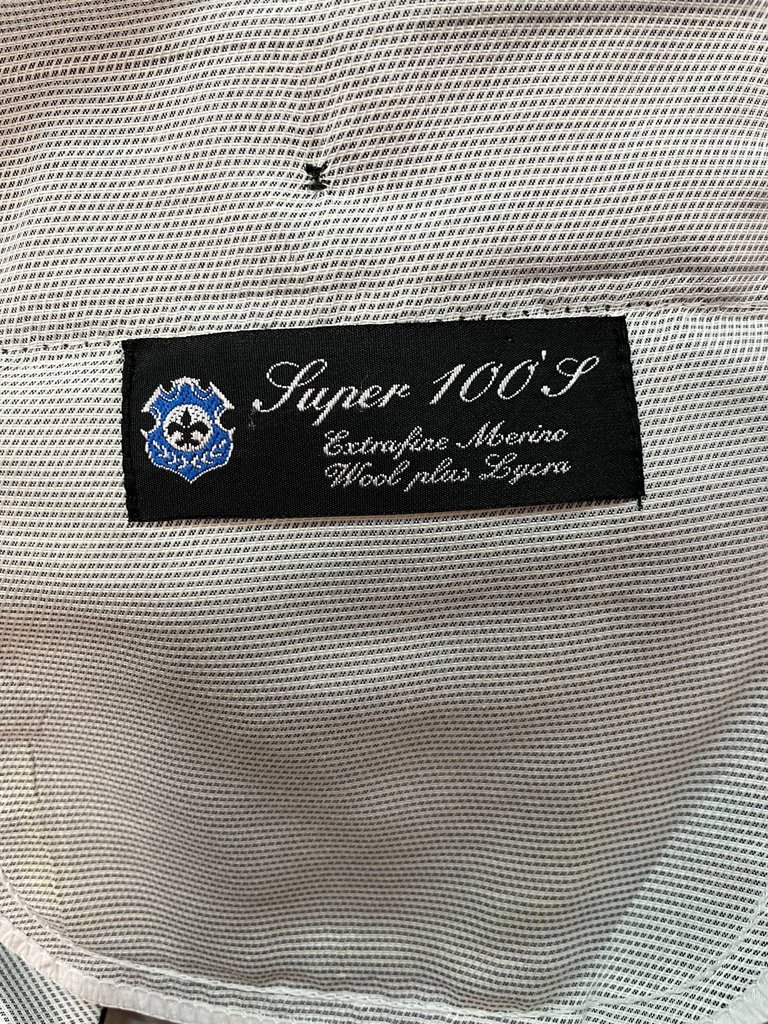 Super 100'S
Extrafine Merino
Wool plus Lycra